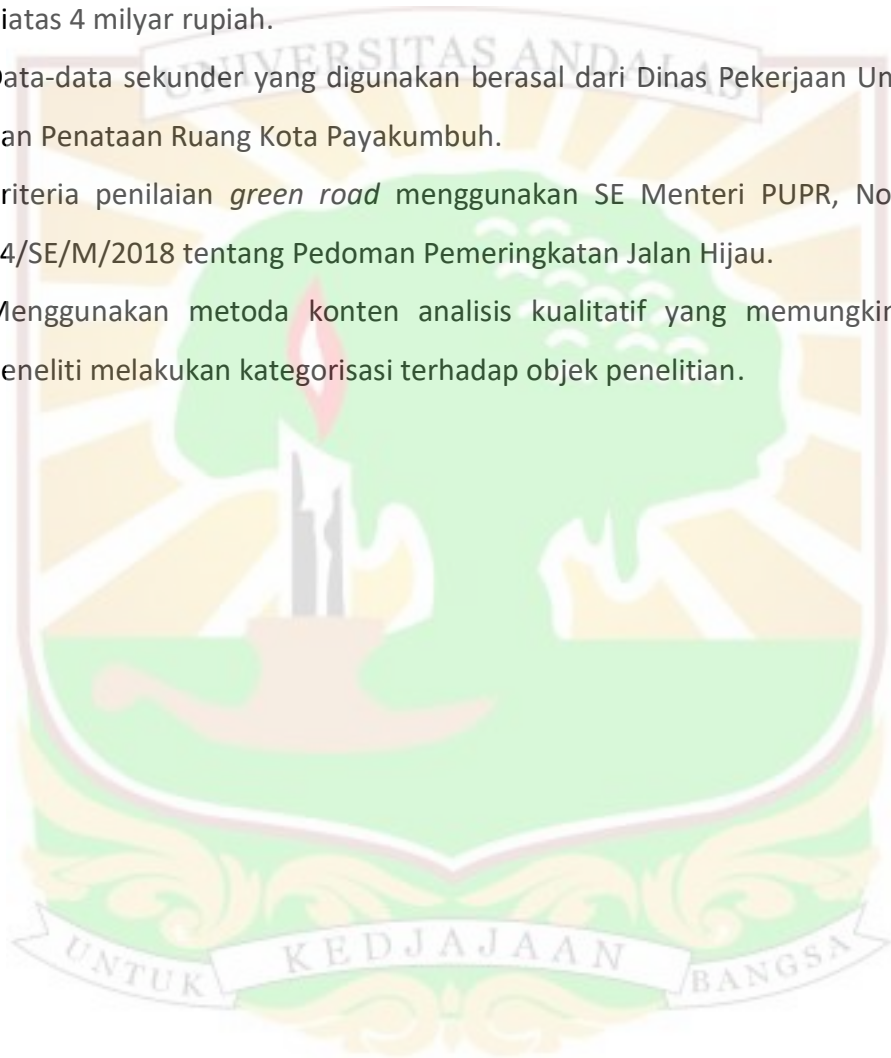 iatas 4 milyar rupiah.
ata-data sekunder yang digunakan berasal dari Dinas Pekerjaan Un
an Penataan Ruang Kota Payakumbuh.
riteria penilaian green road menggunakan SE Menteri PUPR, No
4/SE/M/2018 tentang Pedoman Pemeringkatan Jalan Hijau.
Menggunakan metoda konten analisis kualitatif yang memungkin
eneliti melakukan kategorisasi terhadap objek penelitian.
UNIVERSITAS ANDALAS
UNTUK KEDJAJAAN BANGSA